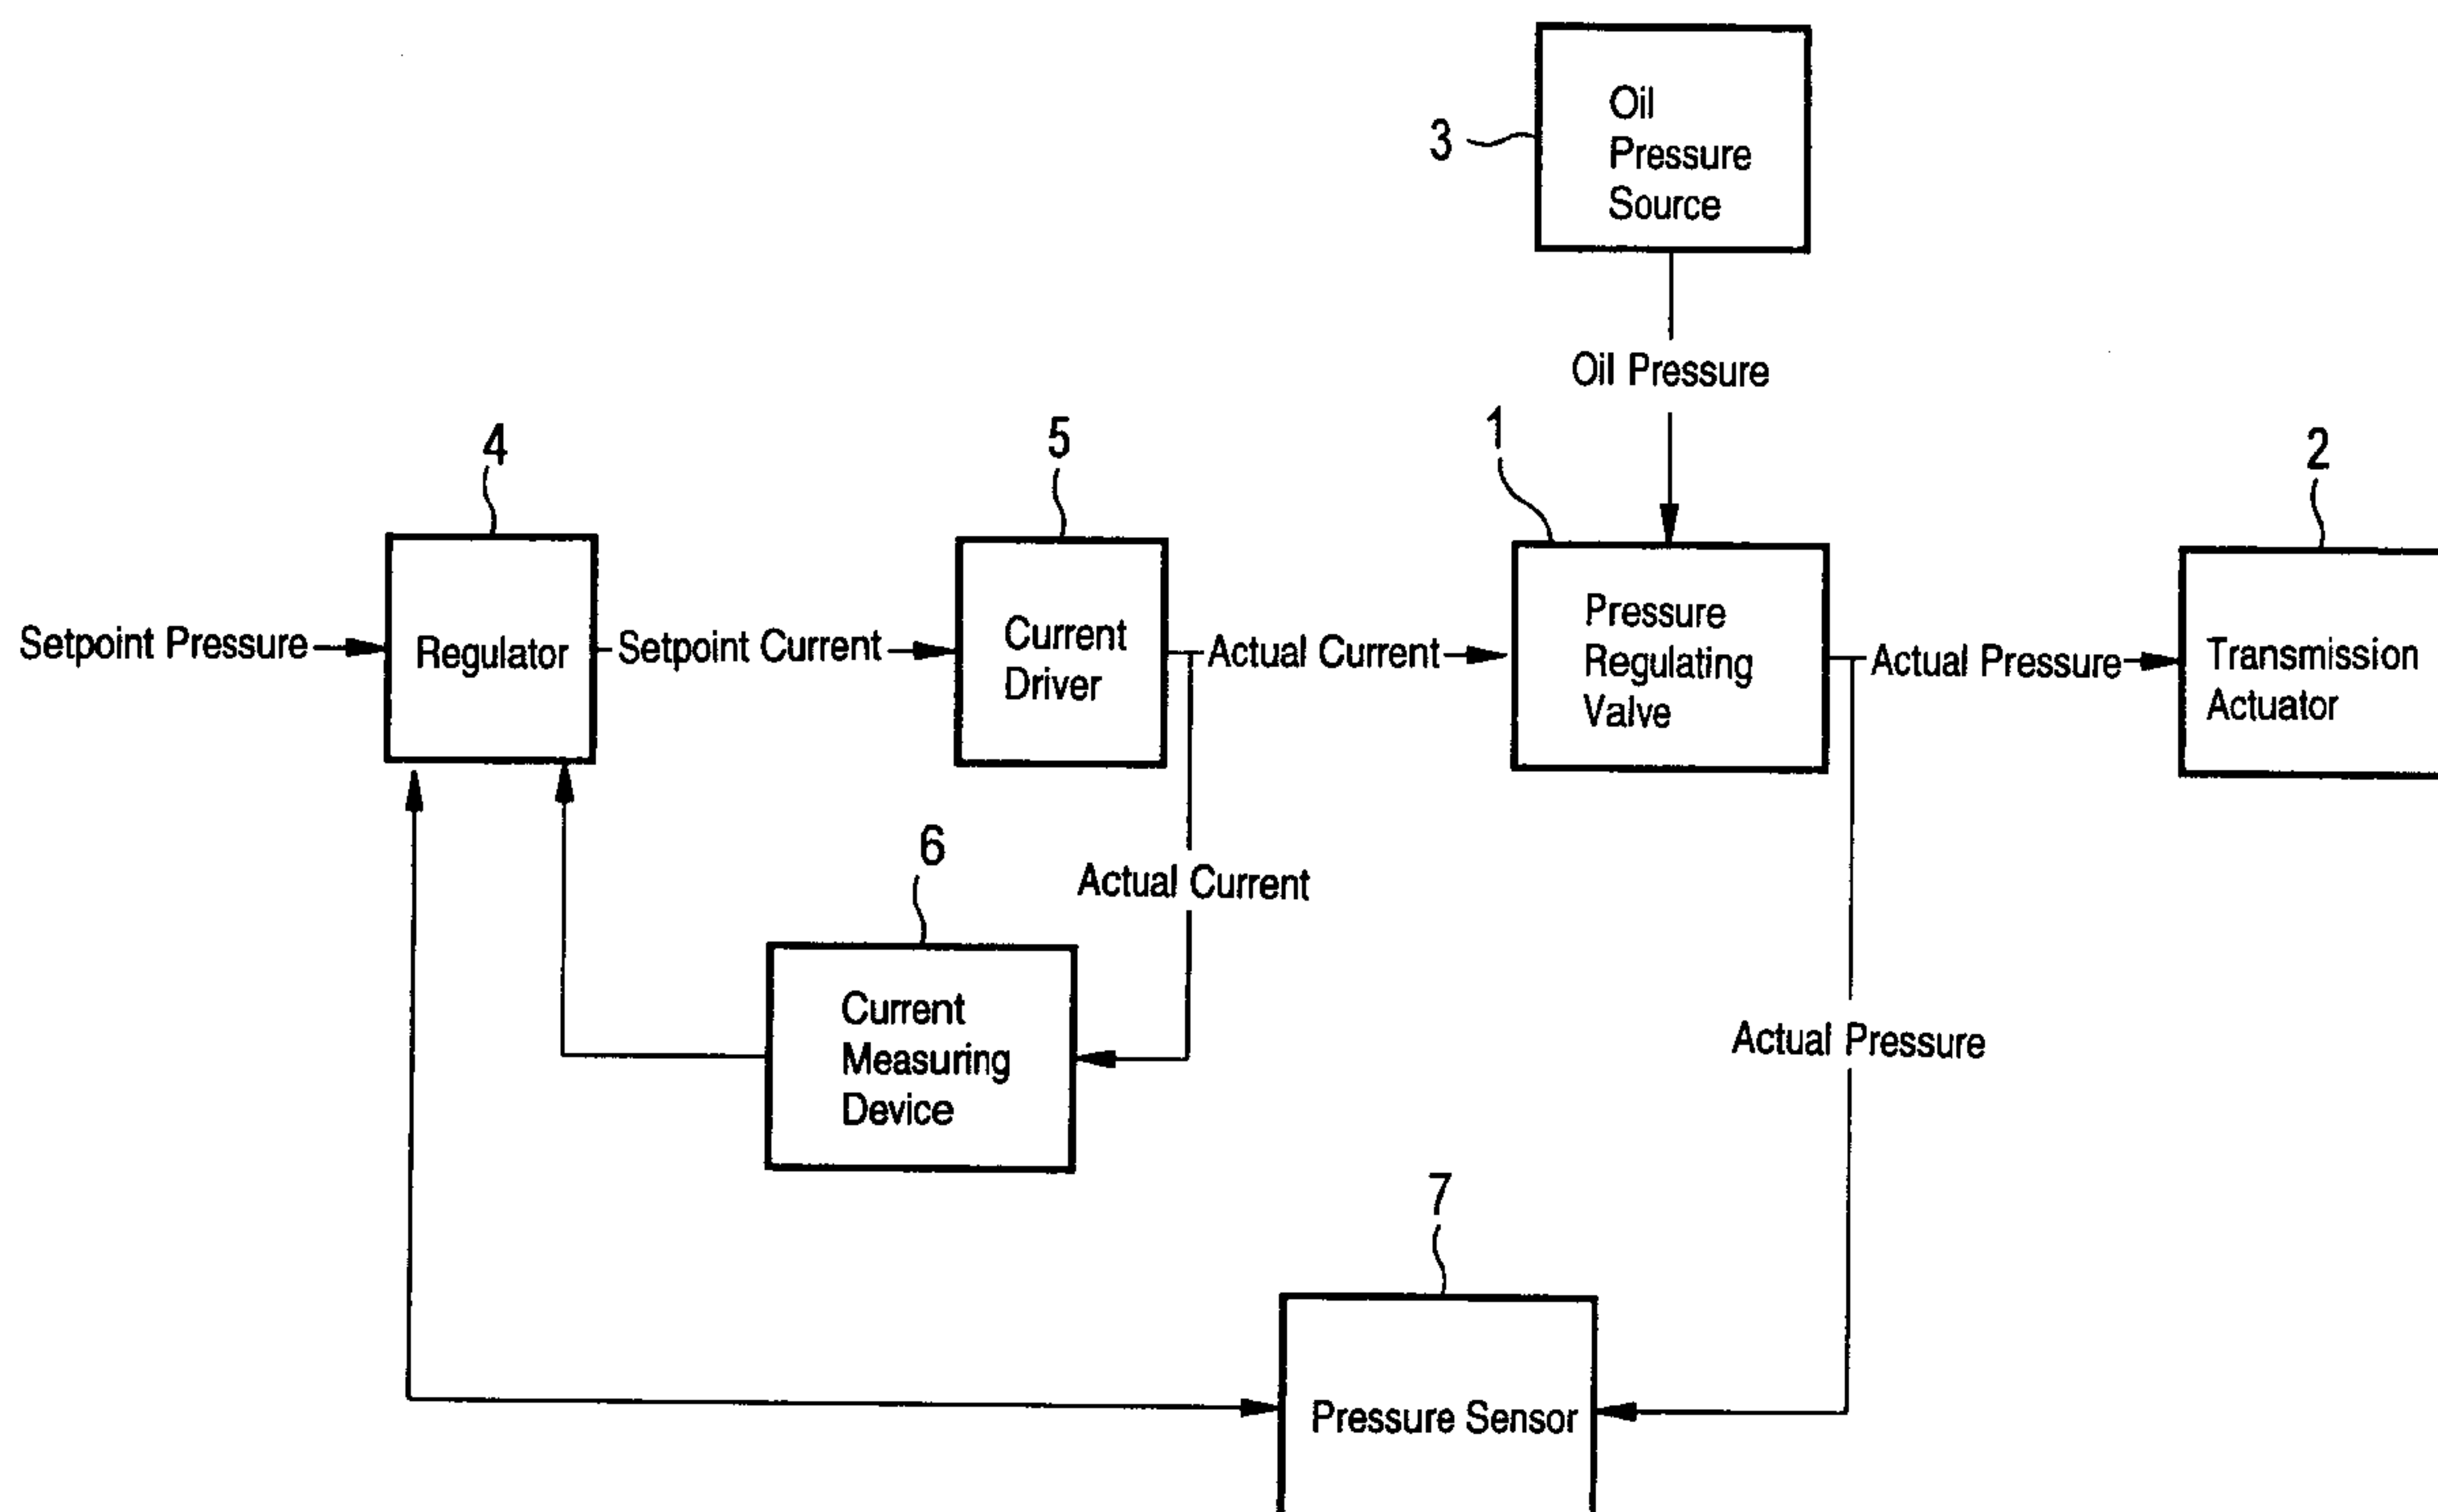 Oil
Pressure
Source
3
Oil Pressure
1
2
4
5
Setpoint Pressure
Regulator
Setpoint Current
Current
Driver
Actual Current
Pressure
Regulating
Valve
Actual Pressure
Transmission
Actuator
6
Actual Current
Current
Measuring
Device
Actual Pressure
7
Pressure Sensor